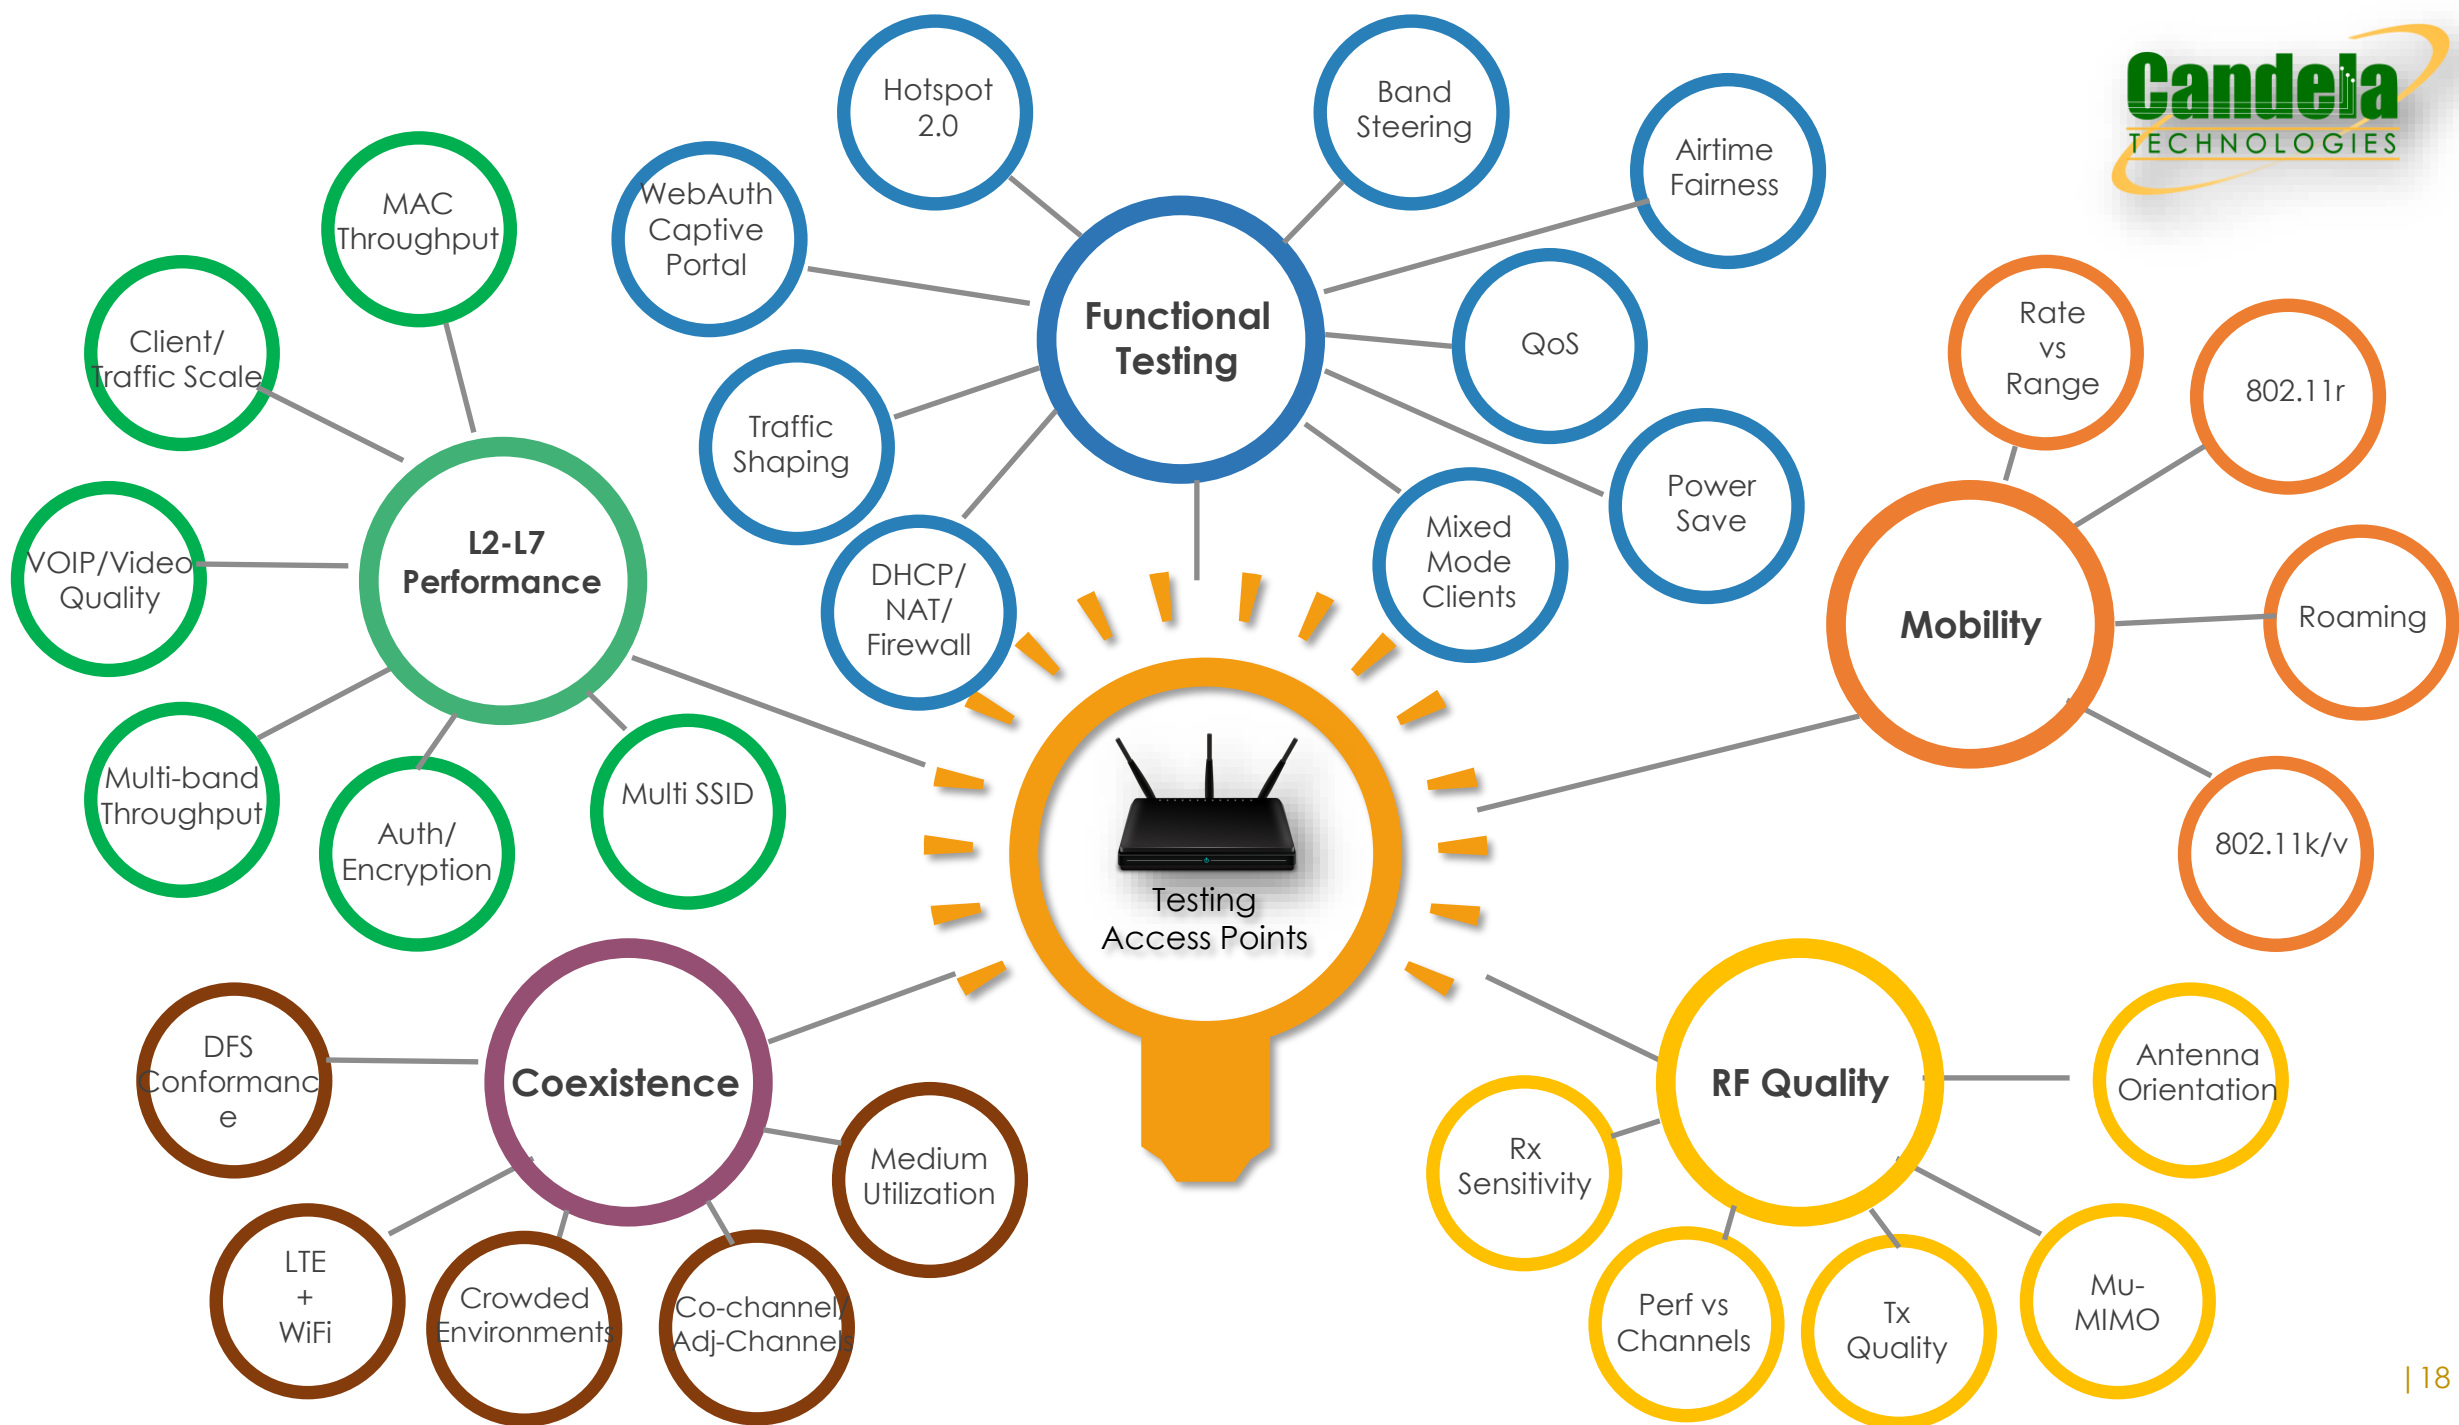 Candela
TECHNOLOGIES
Hotspot
2.0
Band
Steering
Airtime
Fairness
WebAuth
Captive
Portal
Functional
Testing
QoS
Traffic
Shaping
Power
Save
DHCP/
NAT/
Firewall
Mixed
Mode
Clients
MAC
Throughput
Client/
Traffic Scale
VOIP/Video
Quality
L2-L7
Performance
Multi-band
Throughput
Auth/
Encryption
Multi SSID
Rate
vs
Range
802.11r
Mobility
Roaming
802.11k/v
Testing
Access Points
DFS
Conformanc
e
Coexistence
Medium
Utilization
LTE
+
WiFi
Crowded
Environments
Co-channel/
Adj-Channels
RF Quality
Antenna
Orientation
Rx
Sensitivity
Perf vs
Channels
Tx
Quality
Mu-
MIMO
|18